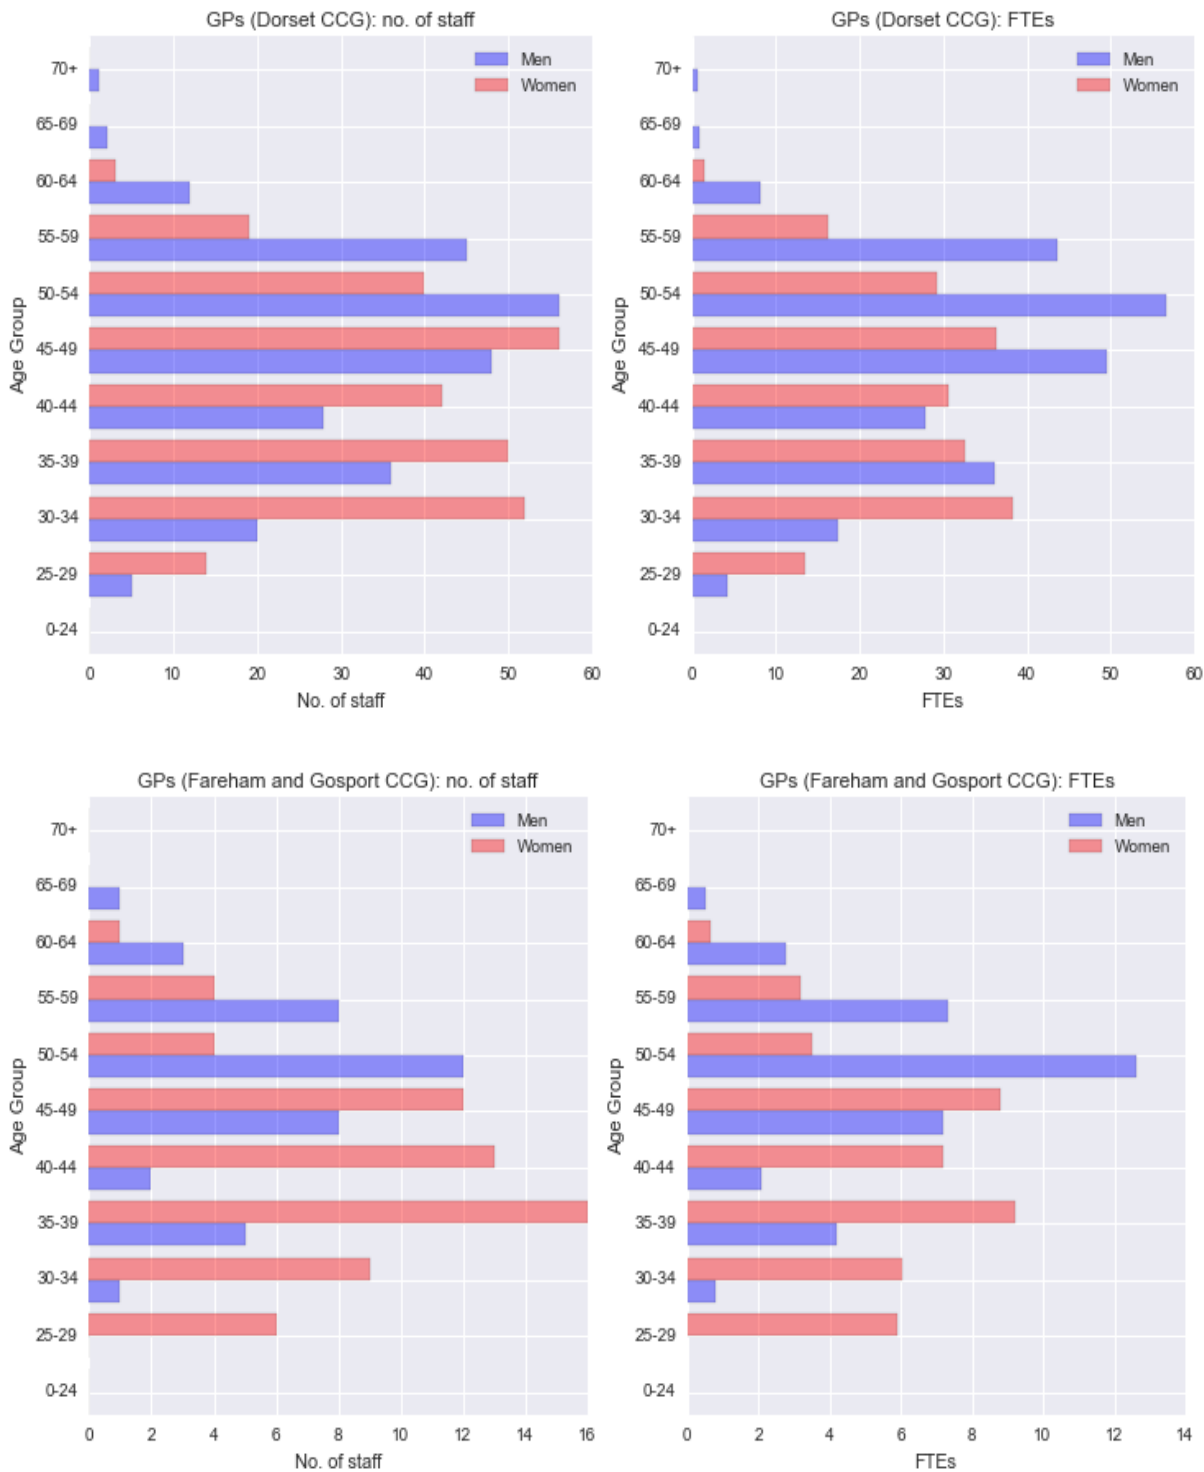 GPs (Dorset CCG): no. of staff
Men
Women
70+
65-69
60-64
55-59
50-54
45-49
40-44
35-39
30-34
25-29
0-24
Age Group
0 10 20 30 40 50 60
No. of staff
GPs (Dorset CCG): FTEs
Men
Women
70+
65-69
60-64
55-59
50-54
45-49
40-44
35-39
30-34
25-29
0-24
Age Group
0 10 20 30 40 50 60
FTEs
GPs (Fareham and Gosport CCG): no. of staff
Men
Women
70+
65-69
60-64
55-59
50-54
45-49
40-44
35-39
30-34
25-29
0-24
Age Group
0 2 4 6 8 10 12 14 16
No. of staff
GPs (Fareham and Gosport CCG): FTEs
Men
Women
70+
65-69
60-64
55-59
50-54
45-49
40-44
35-39
30-34
25-29
0-24
Age Group
0 2 4 6 8 10 12 14
FTEs